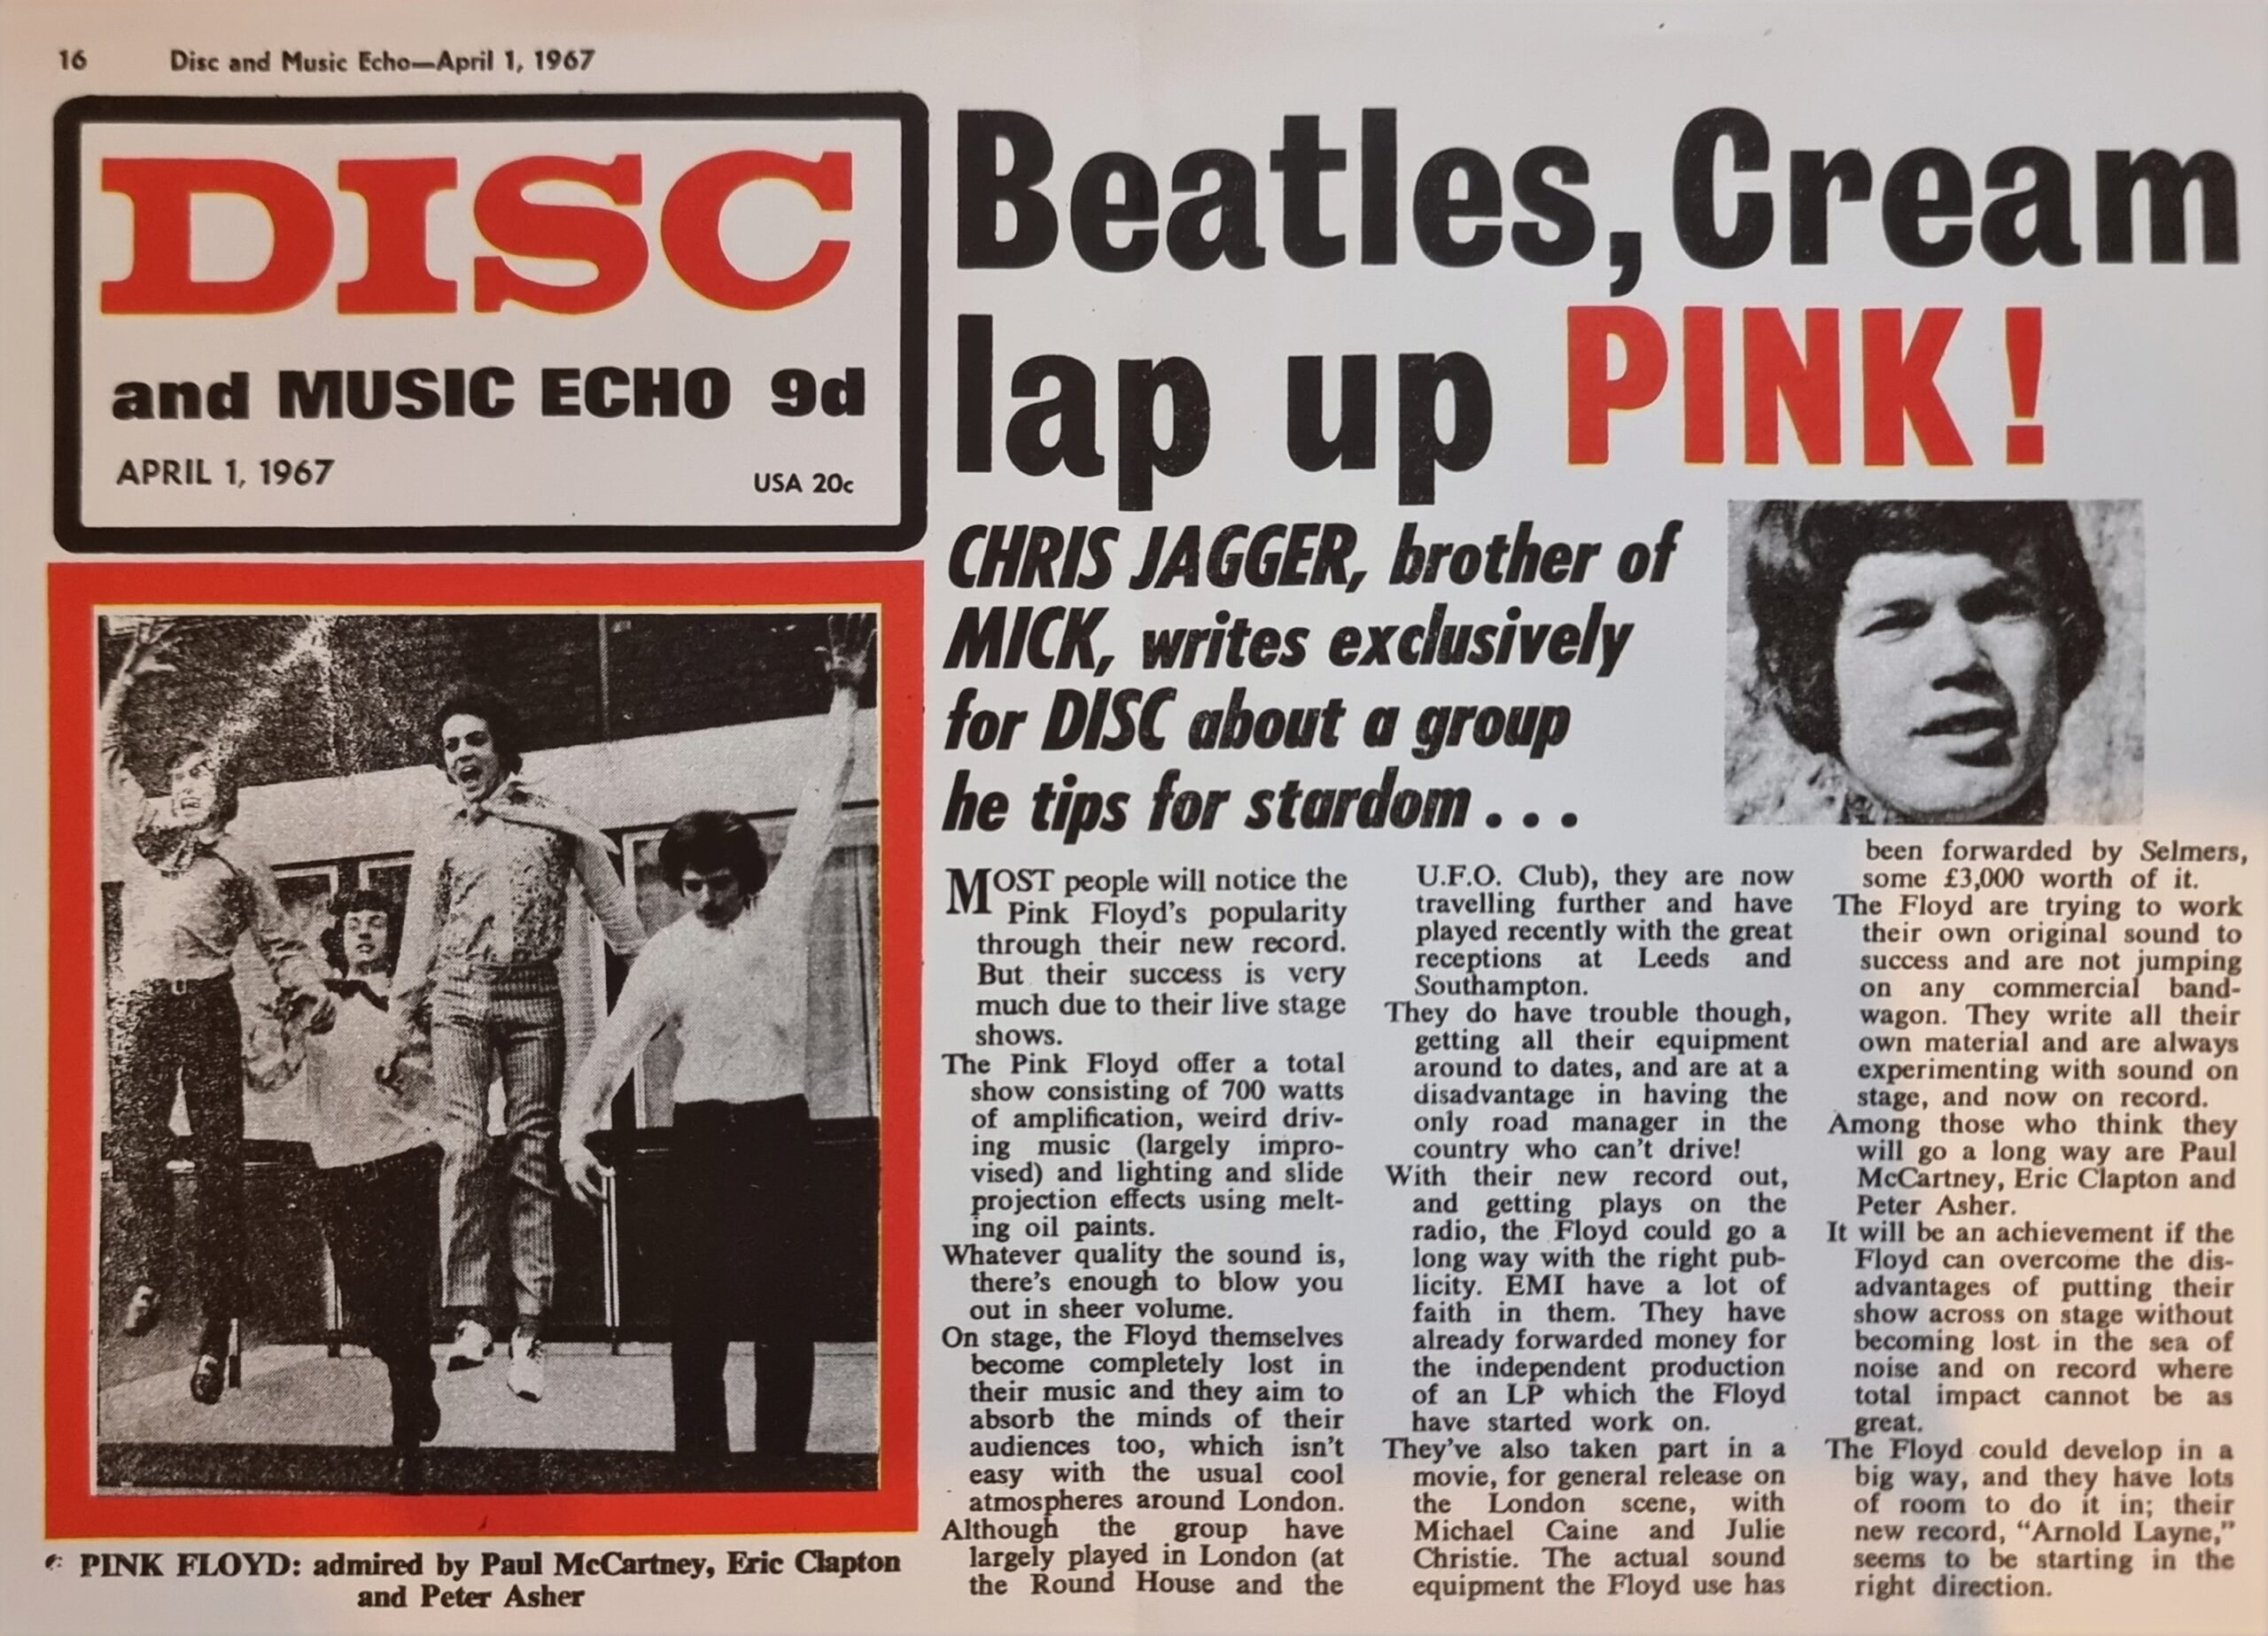 16 Disc and Music Echo—April 1, 1967
DISC
and MUSIC ECHO 9d
APRIL 1, 1967 USA 20c
Beatles, Cream
lap up PINK!
CHRIS JAGGER, brother of
MICK, writes exclusively
for DISC about a group
he tips for stardom . . .
MOST people will notice the
Pink Floyd's popularity
through their new record.
But their success is very
much due to their live stage
shows.
The Pink Floyd offer a total
show consisting of 700 watts
of amplification, weird driv-
ing music (largely impro-
vised) and lighting and slide
projection effects using melt-
ing oil paints.
Whatever quality the sound is,
there's enough to blow you
out in sheer volume.
On stage, the Floyd themselves
become completely lost in
their music and they aim to
absorb the minds of their
audiences too, which isn't
easy with the usual cool
atmospheres around London.
Although the group have
largely played in London (at
the Round House and the
U.F.O. Club), they are now
travelling further and have
played recently with the great
receptions at Leeds and
Southampton.
They do have trouble though,
getting all their equipment
around to dates, and are at a
disadvantage in having the
only road manager in the
country who can't drive!
With their new record out,
and getting plays on the
radio, the Floyd could go a
long way with the right pub-
licity. EMI have a lot of
faith in them. They have
already forwarded money for
the independent production
of an LP which the Floyd
have started work on.
They've also taken part in a
movie, for general release on
the London scene, with
Michael Caine and Julie
Christie. The actual sound
equipment the Floyd use has
been forwarded by Selmers,
some £3,000 worth of it.
The Floyd are trying to work
their own original sound to
success and are not jumping
on any commercial band-
wagon. They write all their
own material and are always
experimenting with sound on
stage, and now on record.
Among those who think they
will go a long way are Paul
McCartney, Eric Clapton and
Peter Asher.
It will be an achievement if the
Floyd can overcome the dis-
advantages of putting their
show across on stage without
becoming lost in the sea of
noise and on record where
total impact cannot be as
great.
The Floyd could develop in a
big way, and they have lots
of room to do it in; their
new record, “Arnold Layne,”
seems to be starting in the
right direction.
PINK FLOYD: admired by Paul McCartney, Eric Clapton
and Peter Asher